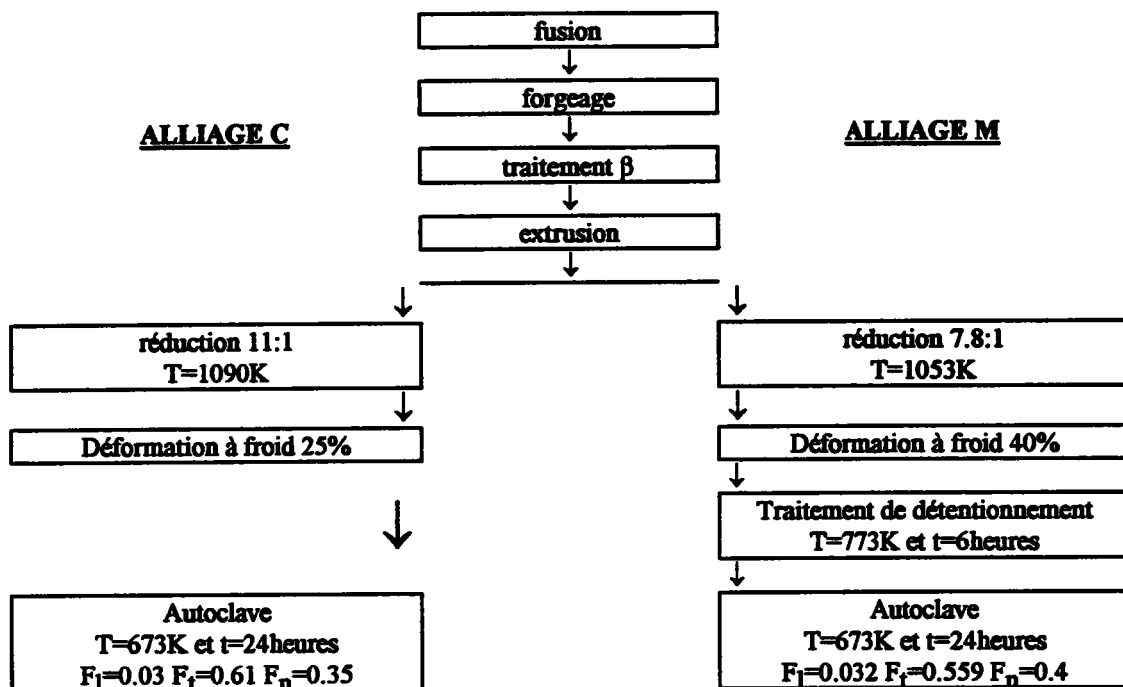 fusion
forgeage
ALLIAGE C
ALLIAGE M
traitement β
extrusion
réduction 11:1
T=1090K
réduction 7.8:1
T=1053K
Déformation à froid 25%
Déformation à froid 40%
Traitement de détentionnement
T=773K et t=6heures
Autoclave
T=673K et t=24heures
Fl=0.03 Ft=0.61 Fn=0.35
Autoclave
T=673K et t=24heures
Fl=0.032 Ft=0.559 Fn=0.4